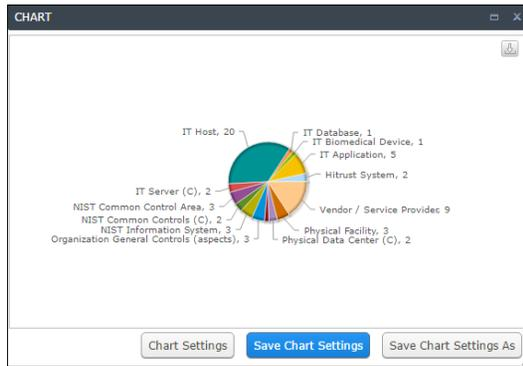 CHART
IT Host, 20
IT Database, 1
IT Biomedical Device, 1
IT Application, 5
Hitrust System, 2
IT Server (C), 2
NIST Common Control Area, 3
Vendor / Service Provider, 9
NIST Common Controls (C), 2
NIST Information System, 3
Physical Facility, 3
Organization General Controls (aspects), 3
Physical Data Center (C), 2
Chart Settings
Save Chart Settings
Save Chart Settings As